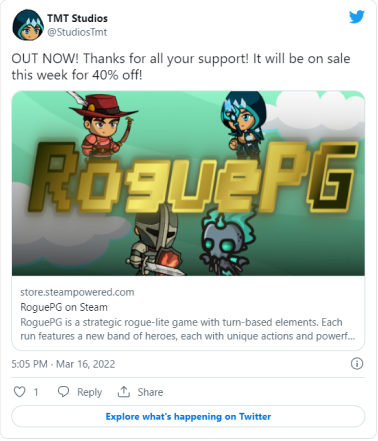 TMT Studios
@StudiosTmt
OUT NOW! Thanks for all your support! It will be on sale
this week for 40% off!
RoguePG
store.steampowered.com
RoguePG on Steam
RoguePG is a strategic rogue-lite game with turn-based elements. Each
run features a new band of heroes, each with unique actions and powerf...
5:05 PM · Mar 16, 2022
1 Reply Share
Explore what's happening on Twitter